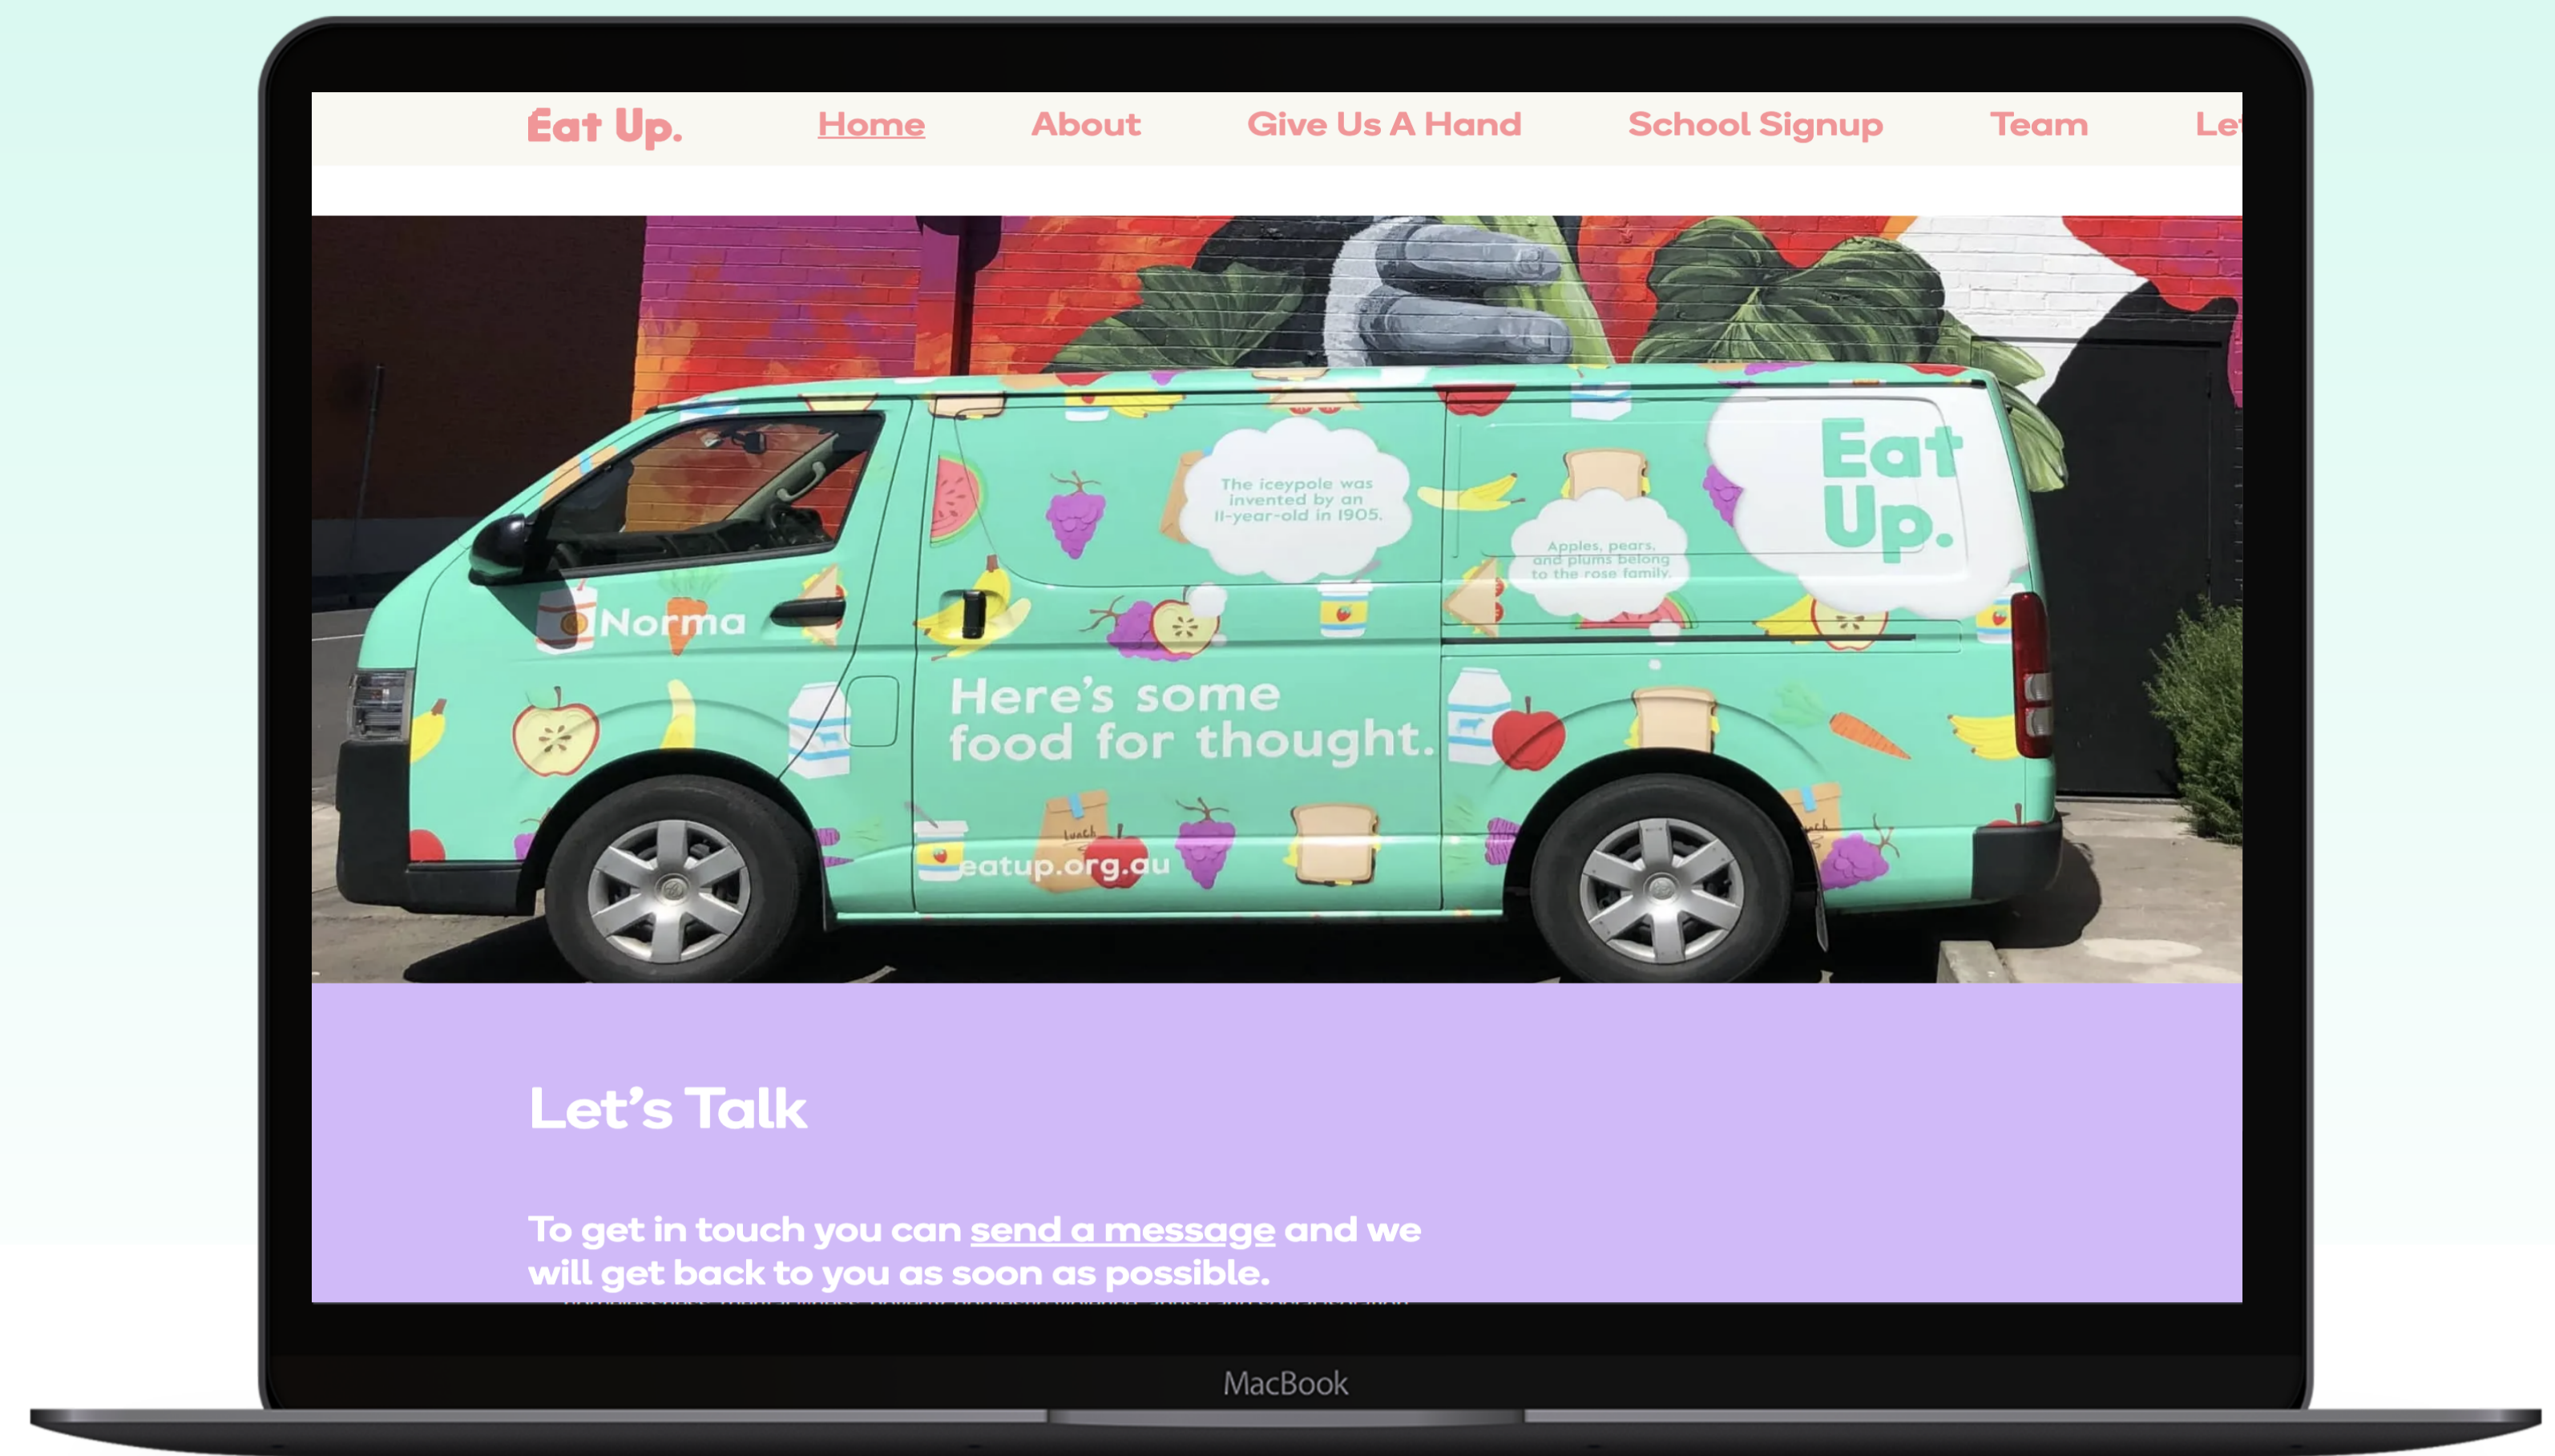 Eat Up.
Home
About
Give Us A Hand
School Signup
Team
Let
The iceypole was
invented by an
11-year-old in 1905.
Apples, pears,
and plums belong
to the rose family.
Eat
Up.
Norma
Here's some
food for thought.
Lunch
eatup.org.au
Let's Talk
To get in touch you can send a message and we
will get back to you as soon as possible.
MacBook